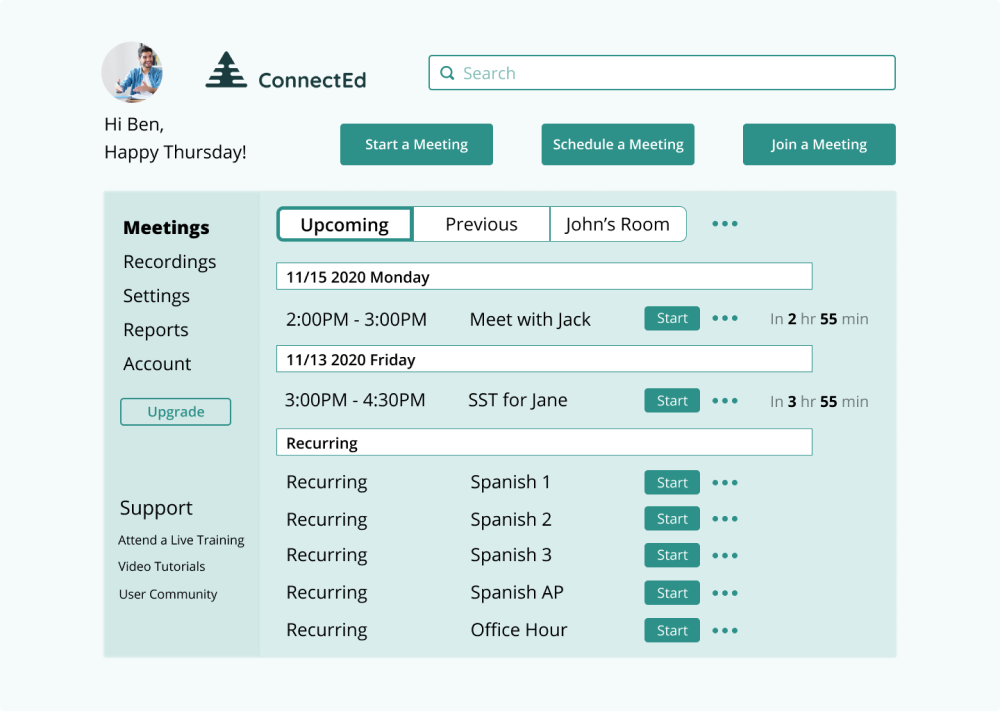 ConnectEd
Search
Hi Ben,
Happy Thursday!
Start a Meeting
Schedule a Meeting
Join a Meeting
Meetings
Recordings
Settings
Reports
Account
Upgrade
Support
Attend a Live Training
Video Tutorials
User Community
Upcoming
Previous
John’s Room
11/15 2020 Monday
2:00PM - 3:00PM Meet with Jack Start In 2 hr 55 min
11/13 2020 Friday
3:00PM - 4:30PM SST for Jane Start In 3 hr 55 min
Recurring
Recurring Spanish 1 Start
Recurring Spanish 2 Start
Recurring Spanish 3 Start
Recurring Spanish AP Start
Recurring Office Hour Start